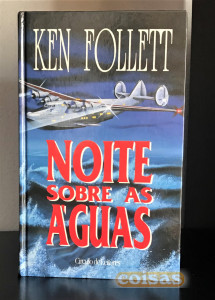 KEN FOLLETT
NOITE
SOBRE AS
ÁGUAS
Círculo de Leitores
coisas